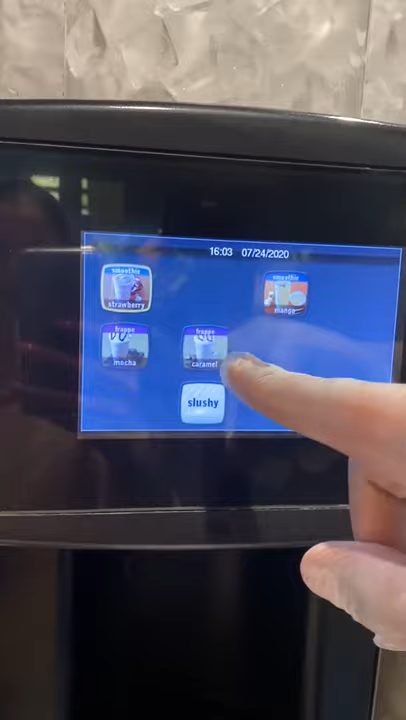 16:03 07/24/2020
smoothie
strawberry
smoothie
mango
frappe
mocha
frappe
caramel
slushy